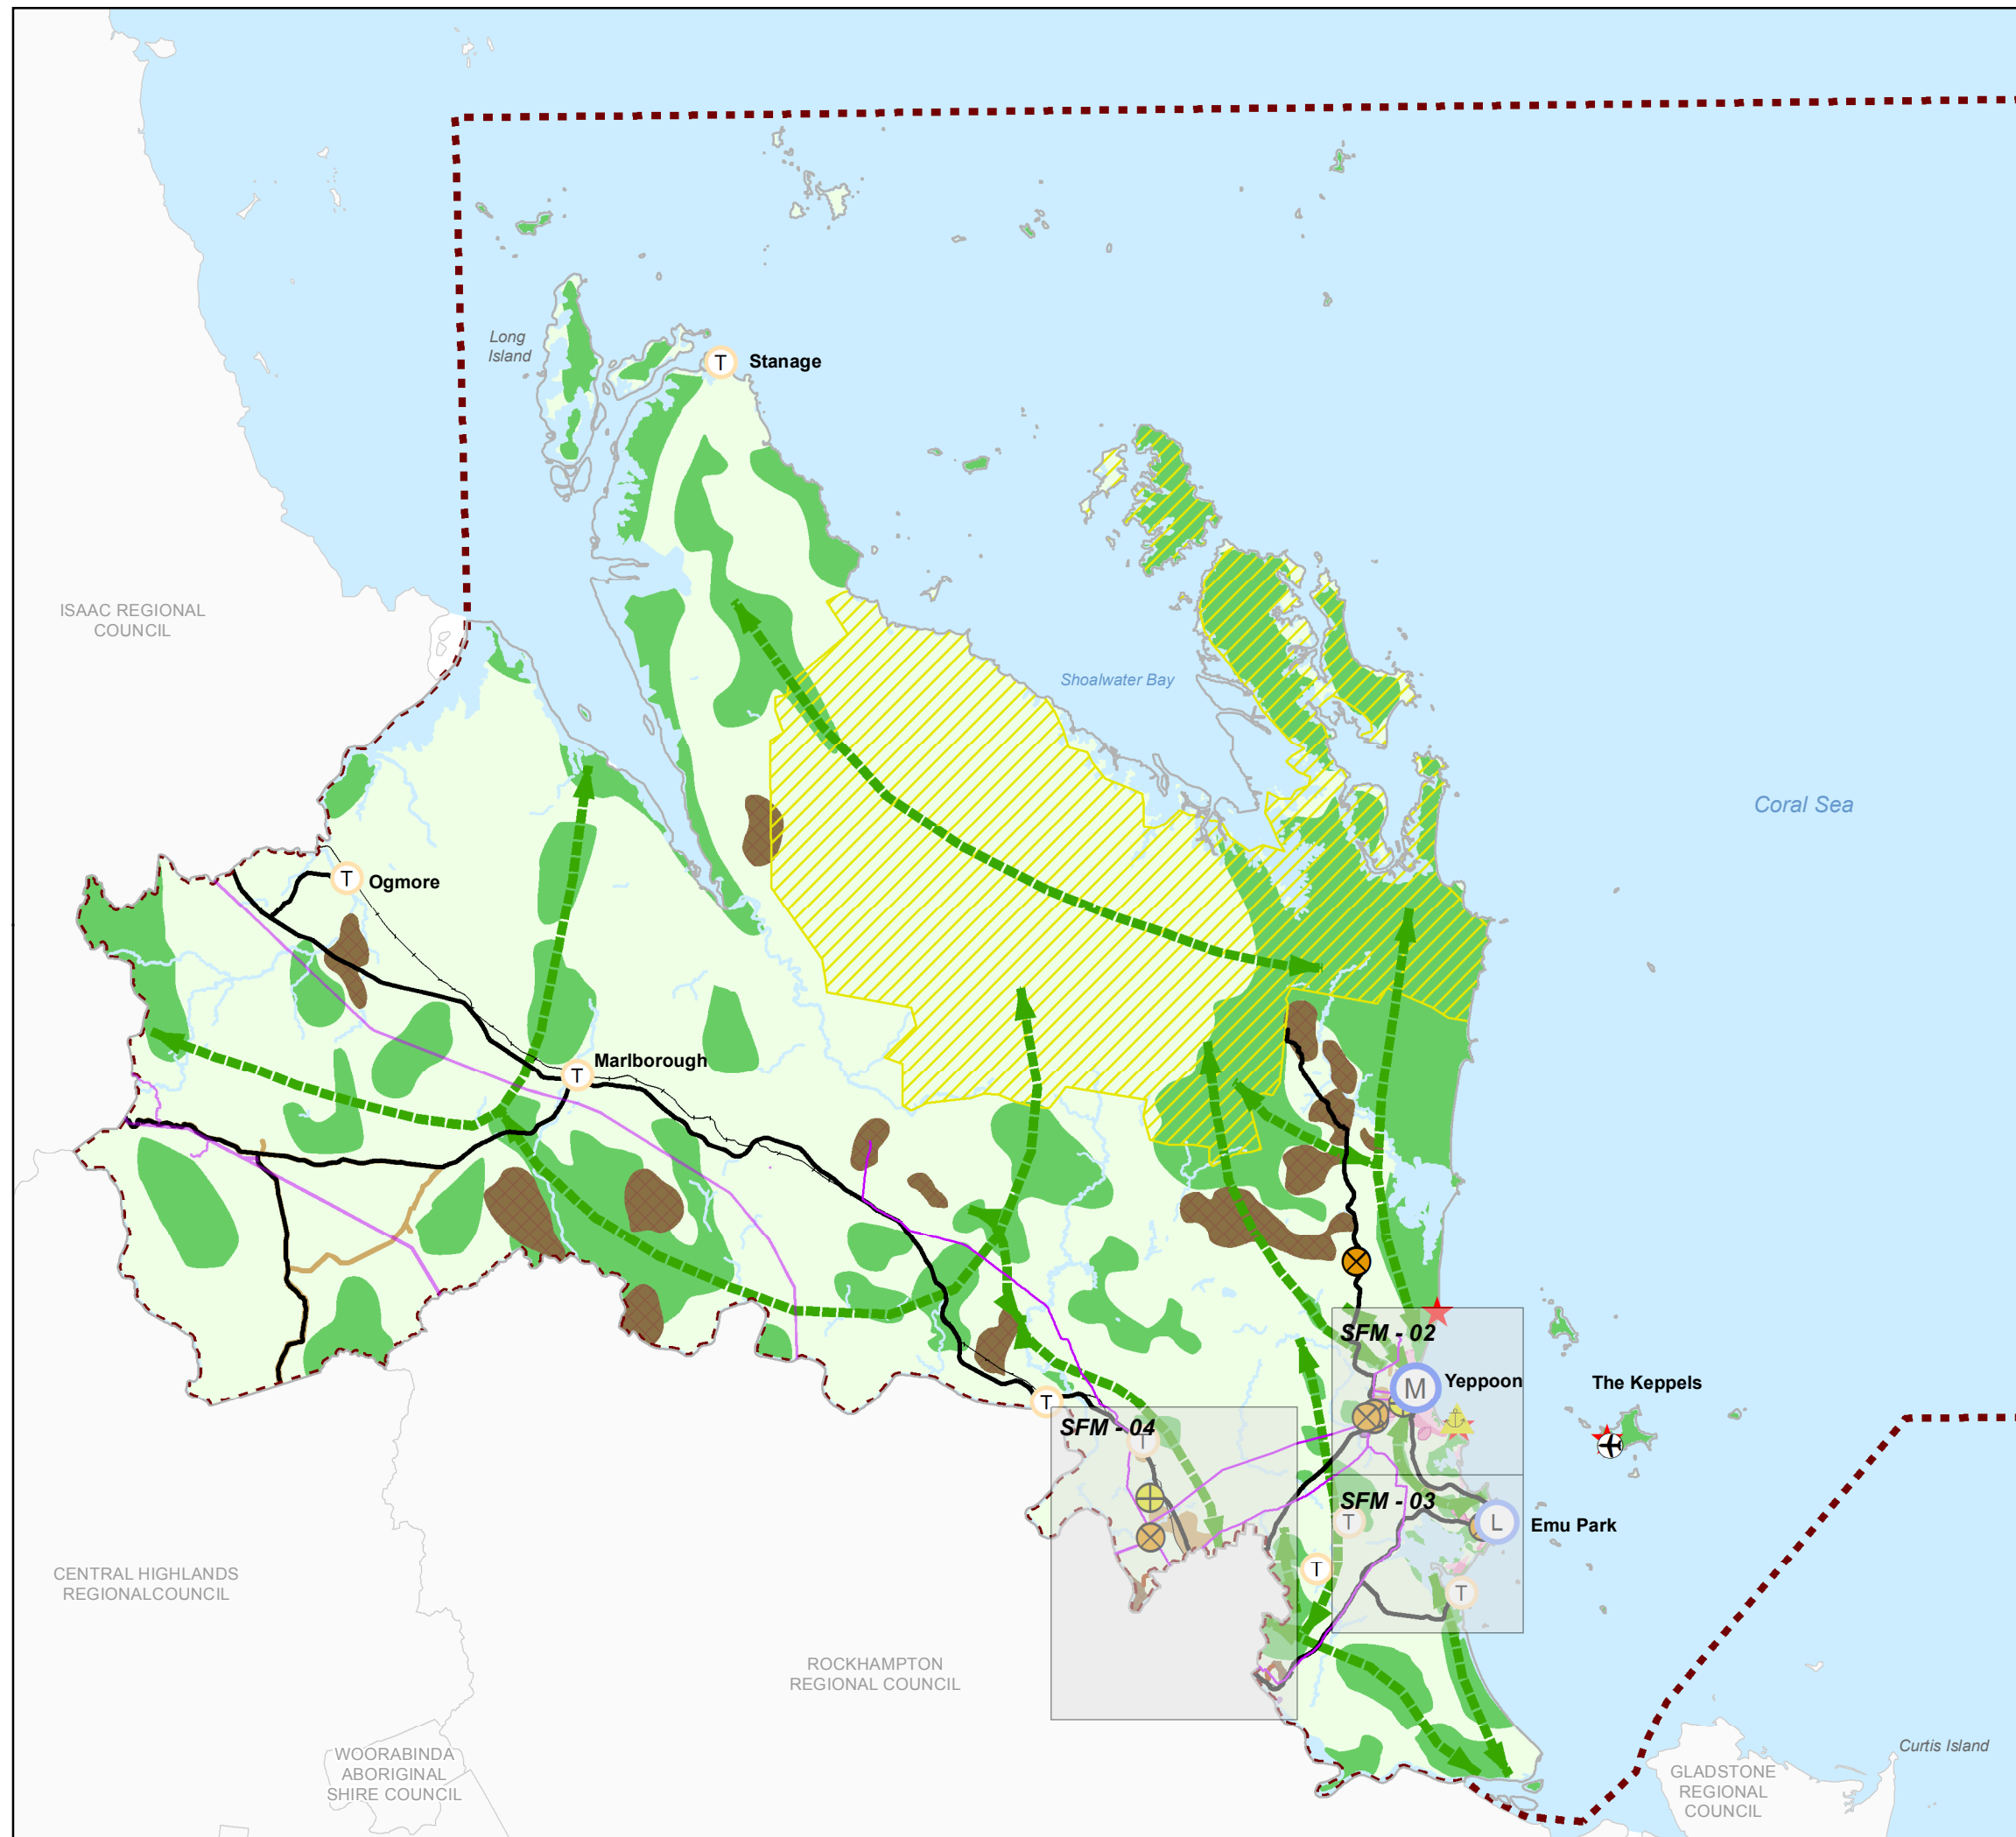 Long
Island
T
Stanage
ISAAC REGIONAL
COUNCIL
Shoalwater Bay
Coral Sea
T
Ogmore
Marlborough
T
SFM - 02
M
Yeppoon
The Keppels
T
SFM - 04
T
SFM - 03
T
L
Emu Park
T
T
CENTRAL HIGHLANDS
REGIONALCOUNCIL
ROCKHAMPTON
REGIONAL COUNCIL
WOORABINDA
ABORIGINAL
SHIRE COUNCIL
Curtis Island
GLADSTONE
REGIONAL
COUNCIL